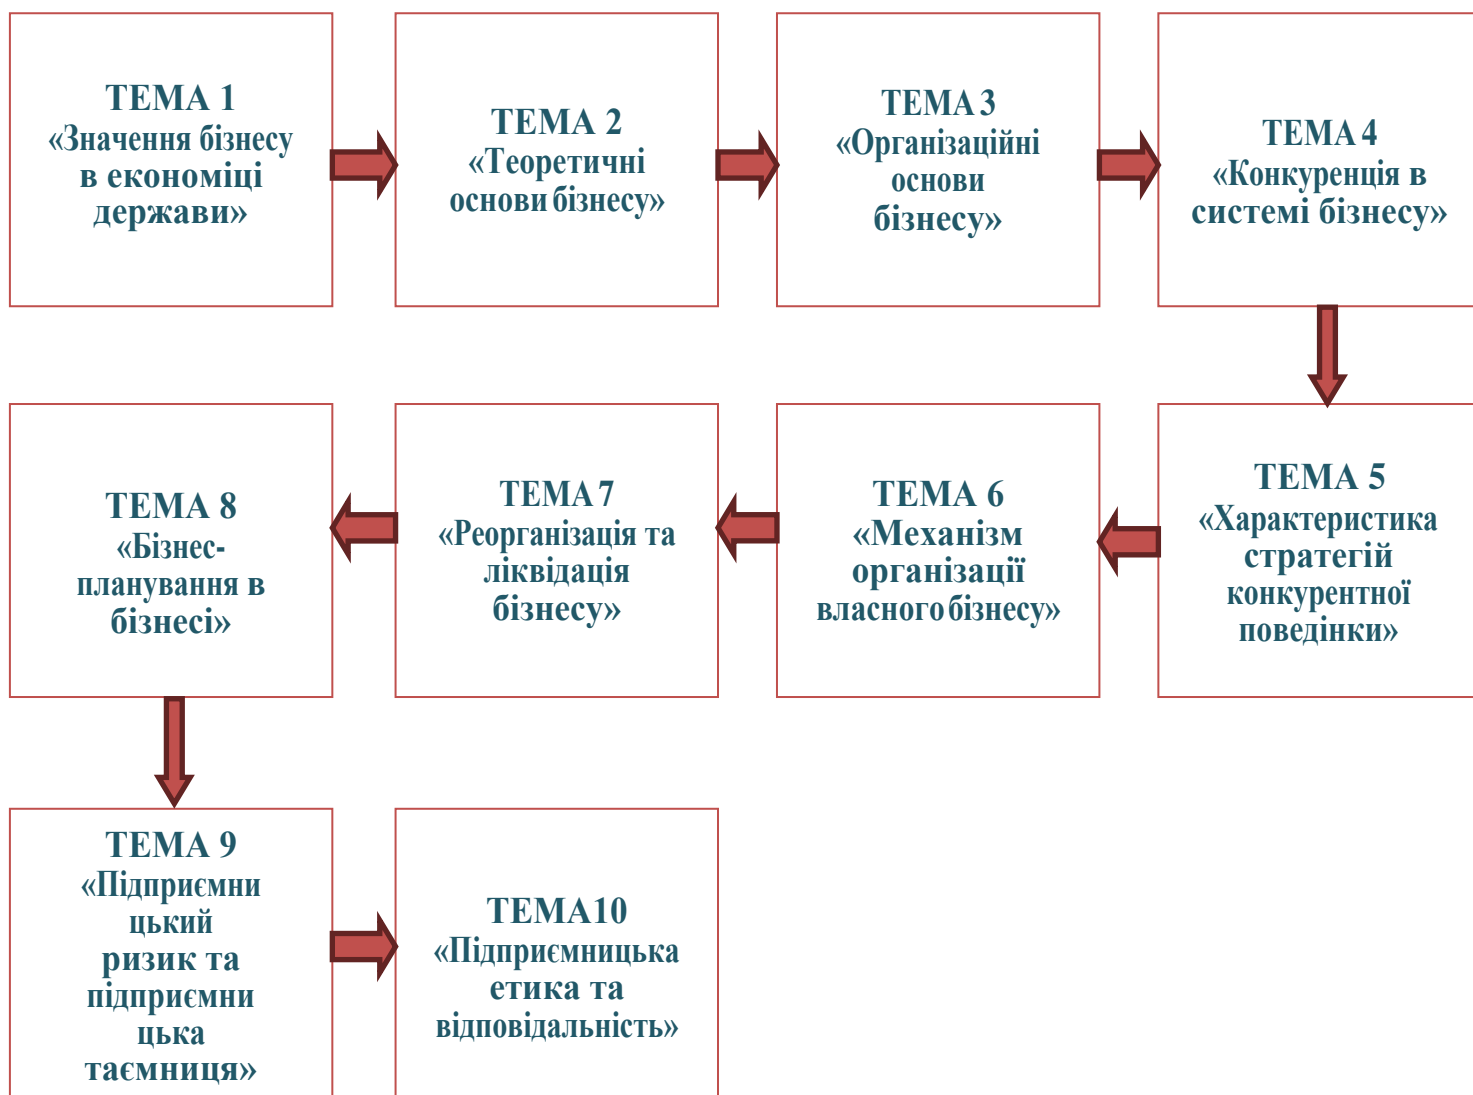 ТЕМА 1
«Значення бізнесу
в економіці
держави»
ТЕМА 2
«Теоретичні
основи бізнесу»
ТЕМА 3
«Організаційні
основи
бізнесу»
ТЕМА 4
«Конкуренція в
системі бізнесу»
ТЕМА 5
«Характеристика
стратегій
конкурентної
поведінки»
ТЕМА 6
«Механізм
організації
власного бізнесу»
ТЕМА 7
«Реорганізація та
ліквідація
бізнесу»
ТЕМА 8
«Бізнес-
планування в
бізнесі»
ТЕМА 9
«Підприємни
цький
ризик та
підприємни
цька
таємниця»
ТЕМА10
«Підприємницька
етика та
відповідальність»